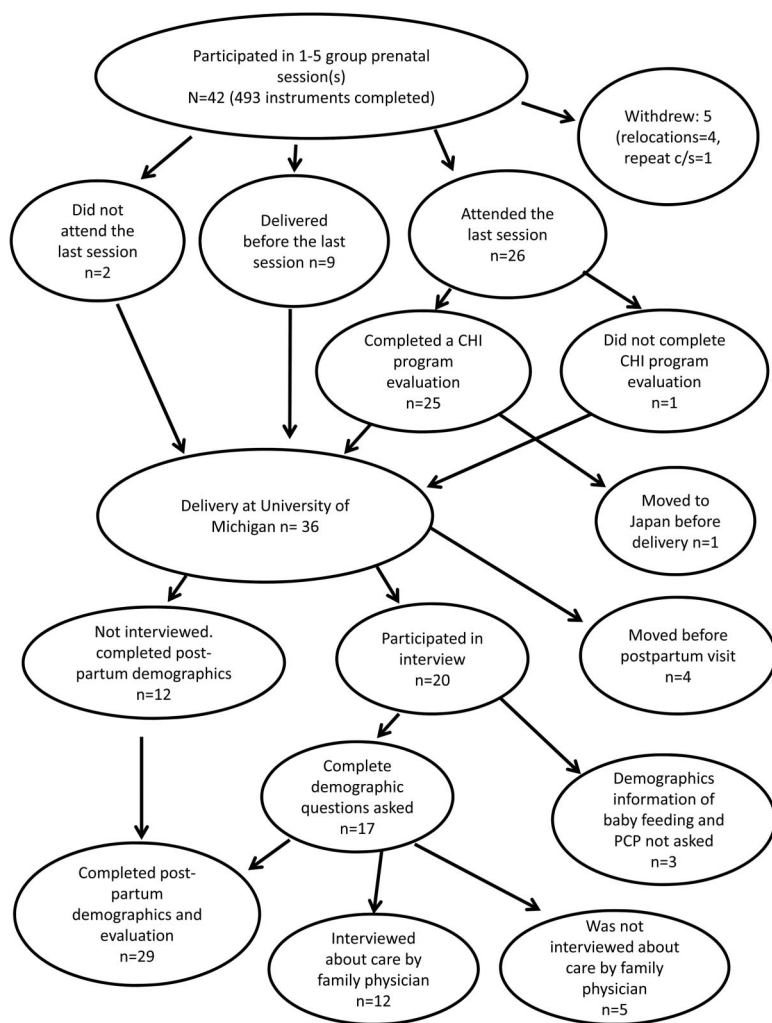 Participated in 1-5 group prenatal
session(s)
N=42 (493 instruments completed)
Withdrew: 5
(relocations=4,
repeat c/s=1
Did not
attend the
last session
n=2
Delivered
before the last
session n=9
Attended the
last session
n=26
Completed a CHI
program
evaluation
n=25
Did not complete
CHI program
evaluation
n=1
Delivery at University of
Michigan n= 36
Moved to
Japan before
delivery n=1
Not interviewed.
completed post-
partum demographics
n=12
Participated in
interview
n=20
Moved before
postpartum visit
n=4
Complete
demographic
questions asked
n=17
Demographics
information of
baby feeding and
PCP not asked
n=3
Completed post-
partum
demographics and
evaluation
n=29
Interviewed
about care by
family physician
n=12
Was not
interviewed about
care by family
physician
n=5